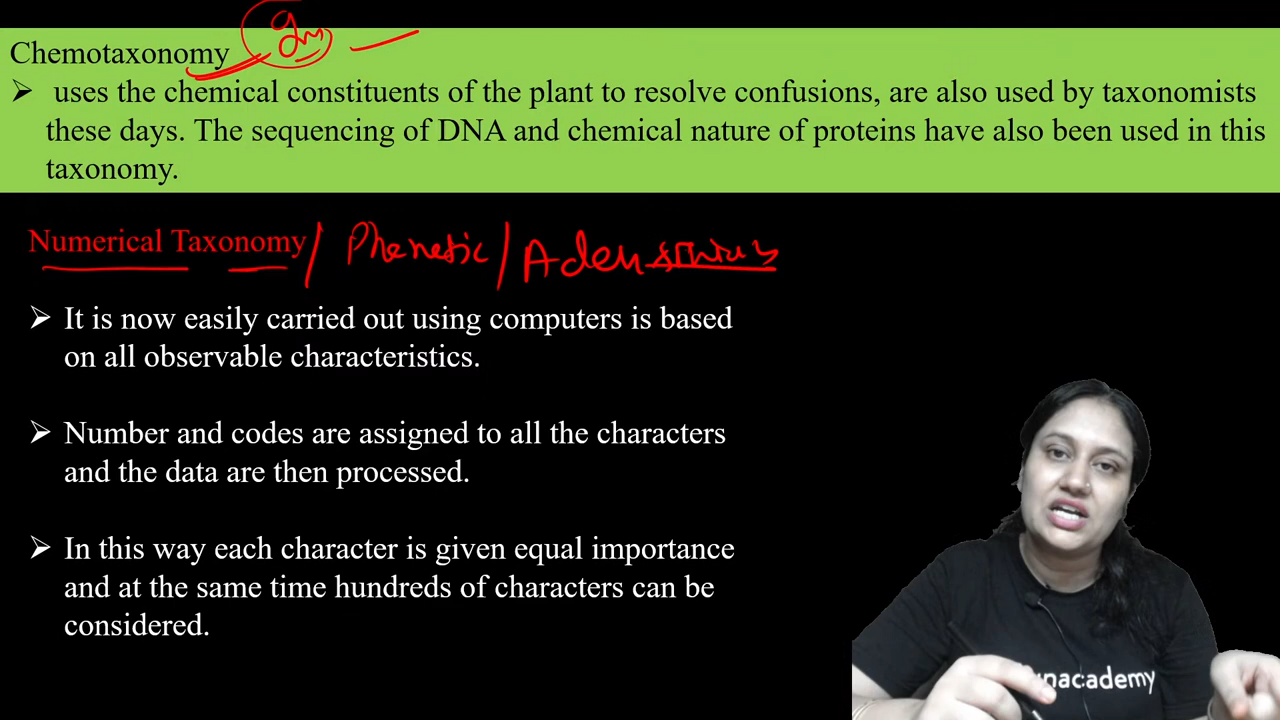 Chemotaxonomy
➢ uses the chemical constituents of the plant to resolve confusions, are also used by taxonomists
these days. The sequencing of DNA and chemical nature of proteins have also been used in this
taxonomy.
Numerical Taxonomy / Phenetic /
➢ It is now easily carried out using computers is based
on all observable characteristics.
➢ Number and codes are assigned to all the characters
and the data are then processed.
➢ In this way each character is given equal importance
and at the same time hundreds of characters can be
considered.
unacademy